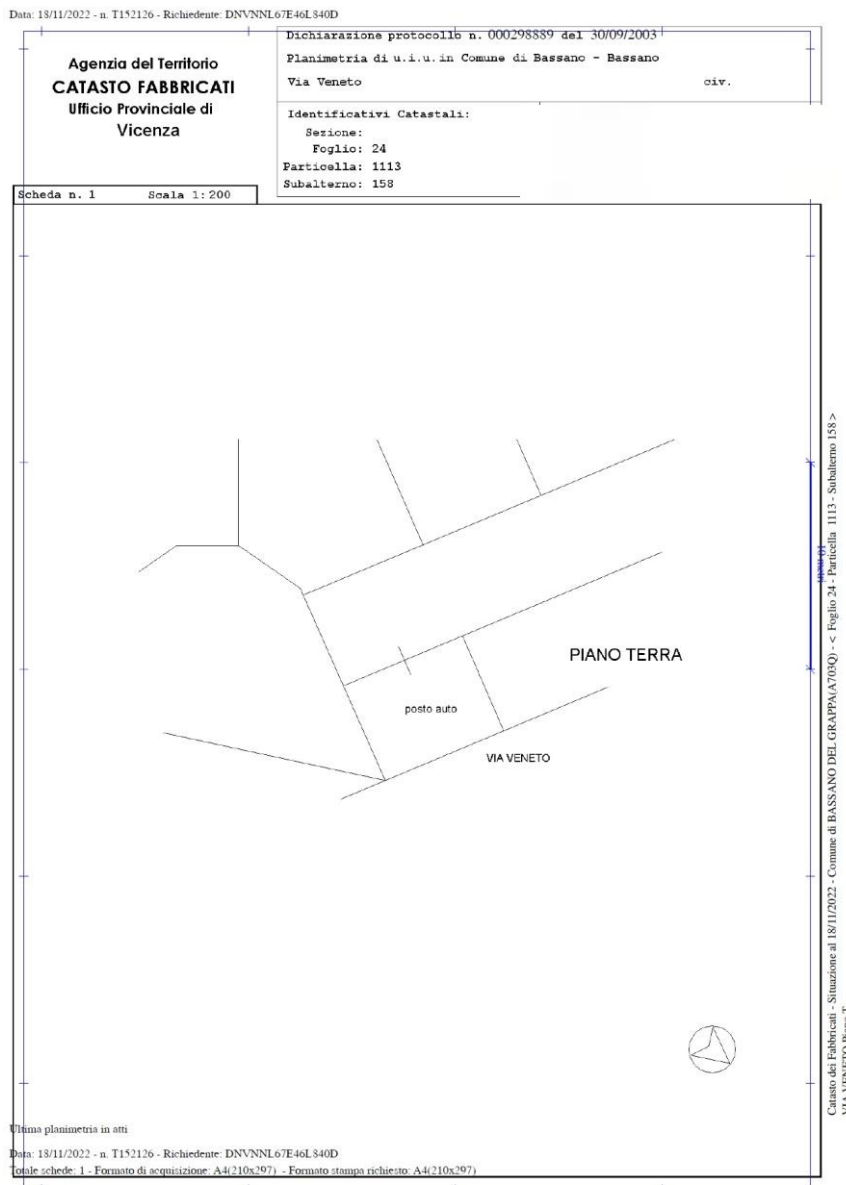 Data: 18/11/2022 - n. T152126 - Richiedente: DNVNNL67E46L840D
Agenzia del Territorio
CATASTO FABBRICATI
Ufficio Provinciale di
Vicenza
Dichiarazione protocollo n. 000298889 del 30/09/2003
Planimetria di u.i.u. in Comune di Bassano - Bassano
Via Veneto civ.
Identificativi Catastali:
Sezione:
Foglio: 24
Particella: 1113
Subalterno: 158
Scheda n. 1 Scala 1:200
PIANO TERRA
posto auto
VIA VENETO
10 metri
Catasto dei Fabbricati - Situazione al 18/11/2022 - Comune di BASSANO DEL GRAPPA(A703Q) - < Foglio 24 - Particella 1113 - Subalterno 158 >
VIA VENETO Piano T
Ultima planimetria in atti
Data: 18/11/2022 - n. T152126 - Richiedente: DNVNNL67E46L840D
Totale schede: 1 - Formato di acquisizione: A4(210x297) - Formato stampa richiesto: A4(210x297)